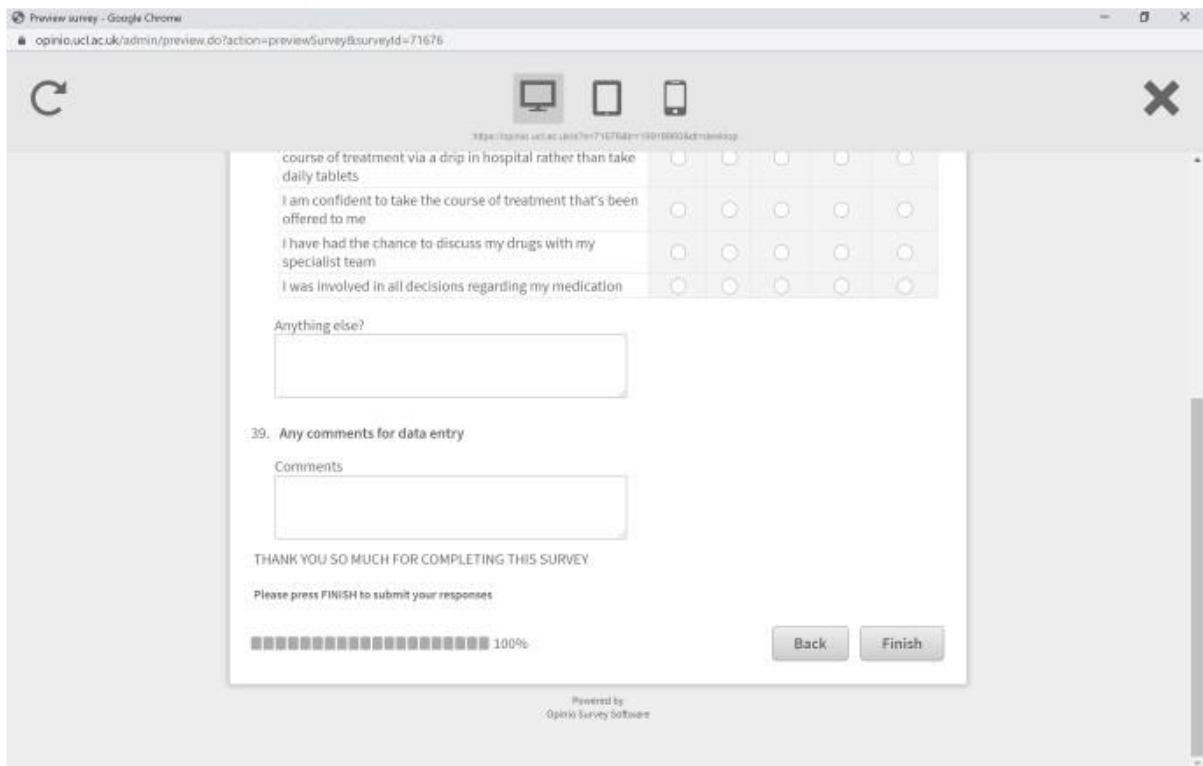 Preview survey - Google Chrome
opinio.ucl.ac.uk/admin/preview.do?action=previewSurvey&surveyId=71676
course of treatment via a drip in hospital rather than take
daily tablets
I am confident to take the course of treatment that's been
offered to me
I have had the chance to discuss my drugs with my
specialist team
I was involved in all decisions regarding my medication
Anything else?
39. Any comments for data entry
Comments
THANK YOU SO MUCH FOR COMPLETING THIS SURVEY
Please press FINISH to submit your responses
100%
Back
Finish
Powered by
Opinio Survey Software